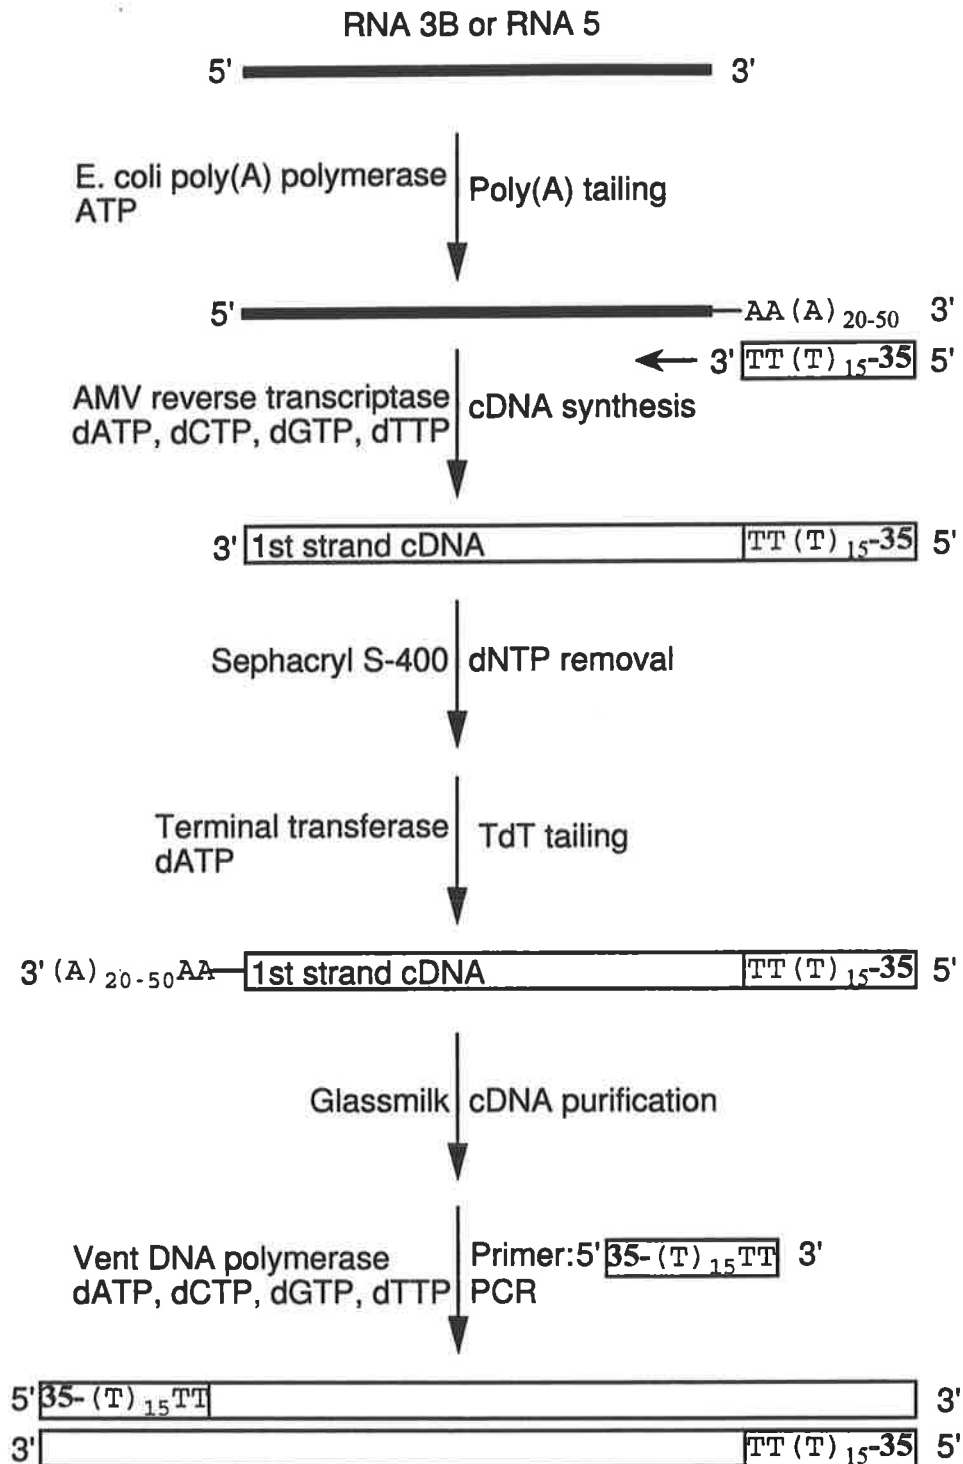 RNA 3B or RNA 5
5' 3'
E. coli poly(A) polymerase
ATP
Poly(A) tailing
5' AA(A)20-50 3'
3' TT(T)15-35 5'
AMV reverse transcriptase
dATP, dCTP, dGTP, dTTP
cDNA synthesis
3' 1st strand cDNA TT(T)15-35 5'
Sephacryl S-400 dNTP removal
Terminal transferase
dATP
TdT tailing
3' (A)20-50AA 1st strand cDNA TT(T)15-35 5'
Glassmilk cDNA purification
Vent DNA polymerase
dATP, dCTP, dGTP, dTTP
Primer:5' 35-(T)15TT 3'
PCR
5' 35-(T)15TT 3'
3' TT(T)15-35 5'